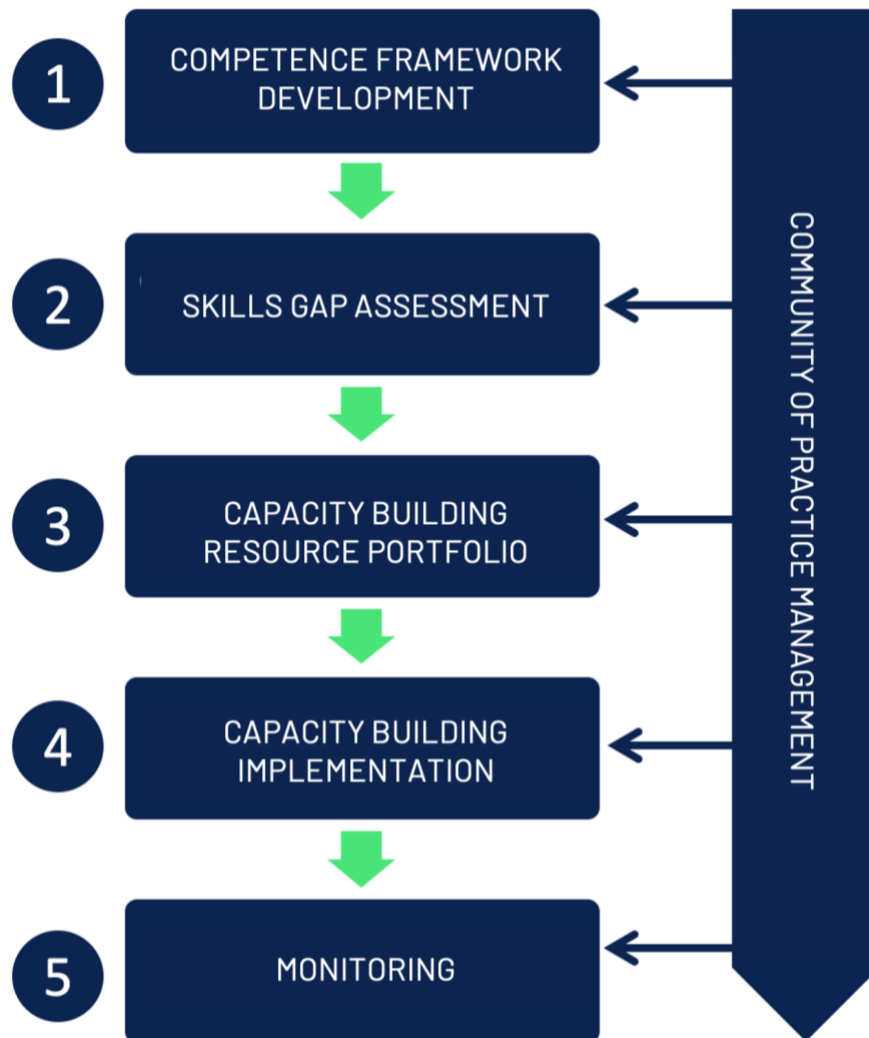 1
COMPETENCE FRAMEWORK
DEVELOPMENT
2
SKILLS GAP ASSESSMENT
3
CAPACITY BUILDING
RESOURCE PORTFOLIO
4
CAPACITY BUILDING
IMPLEMENTATION
5
MONITORING
COMMUNITY OF PRACTICE MANAGEMENT